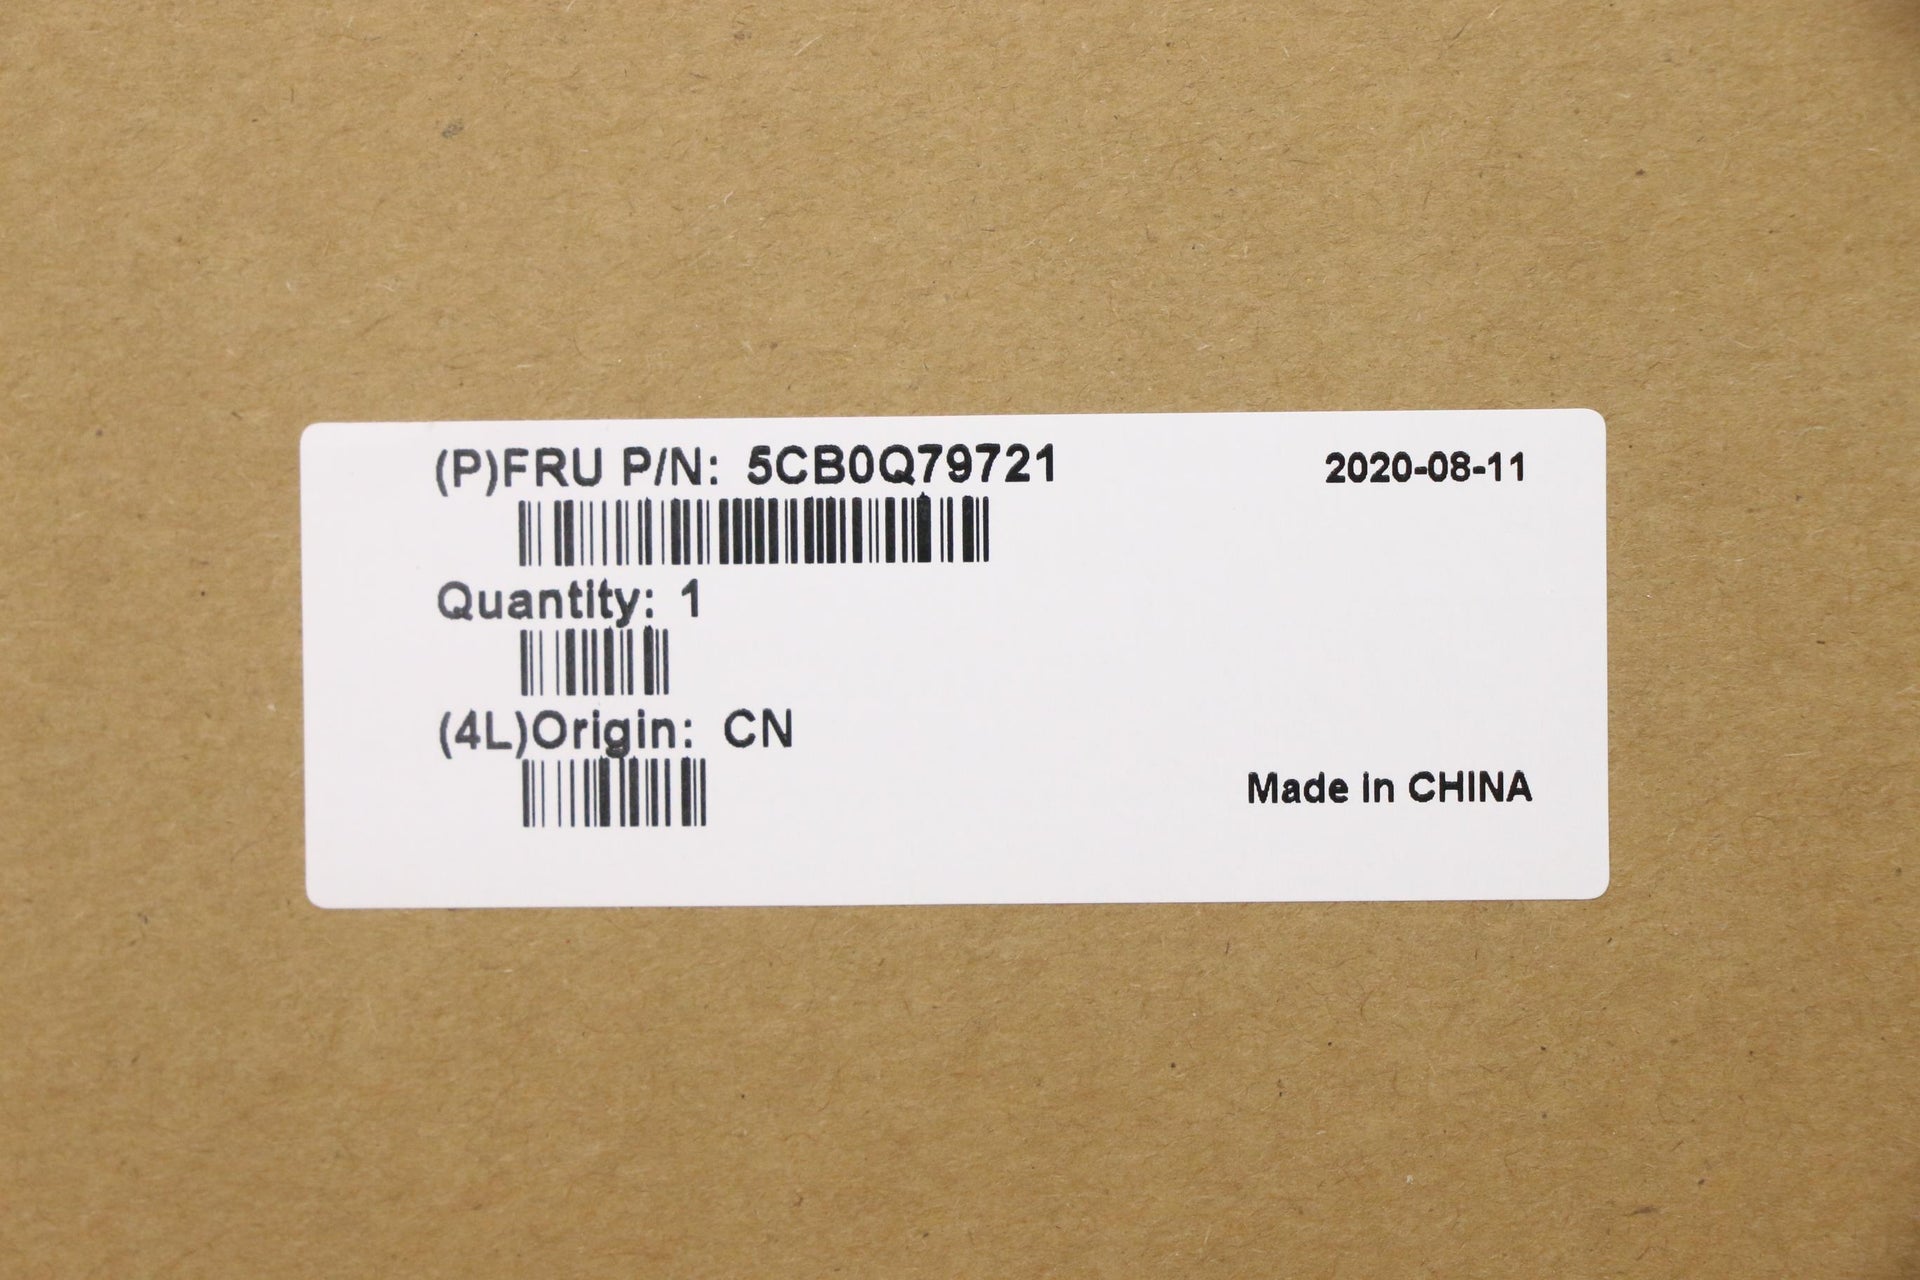 (P)FRU P/N: 5CB0Q79721
2020-08-11
Quantity: 1
(4L)Origin: CN
Made in CHINA